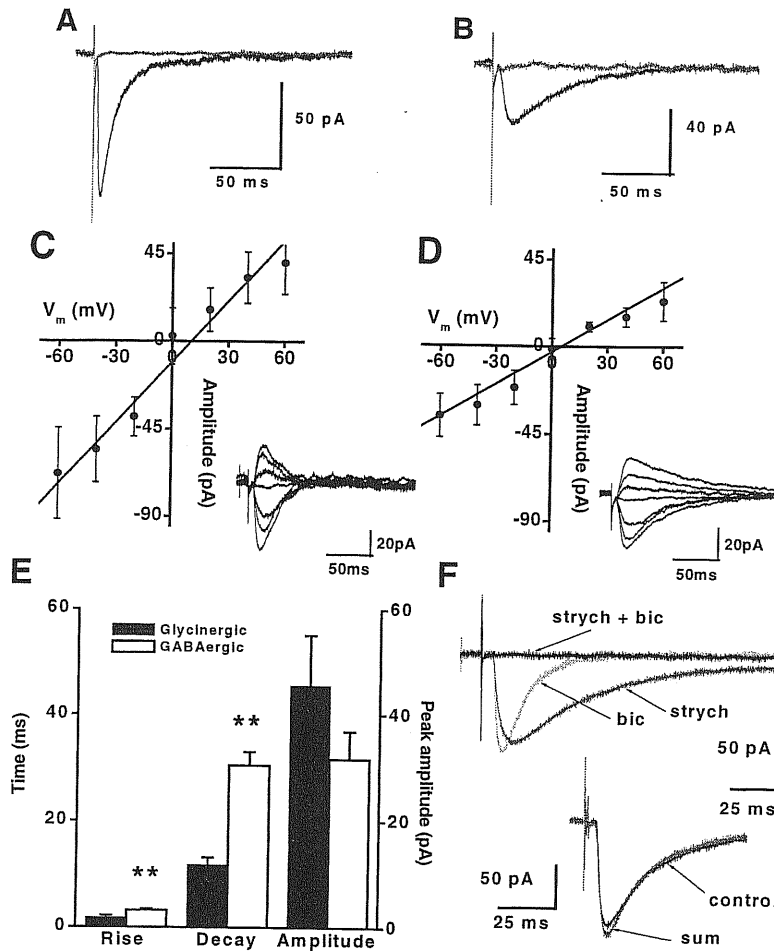 A
50 pA
50 ms
B
40 pA
50 ms
C
45
V_m (mV)
0
-60 -30 0 30 60
-45
-90
Amplitude (pA)
20pA
50ms
D
45
V_m (mV)
0
-60 -30 0 30 60
-45
-90
Amplitude (pA)
20pA
50ms
E
60
40
20
0
Time (ms)
Glycinergic
GABAergic
**
**
60
40
20
0
Peak amplitude (pA)
Rise Decay Amplitude
F
strych + bic
bic
strych
50 pA
25 ms
50 pA
25 ms
contro
sum